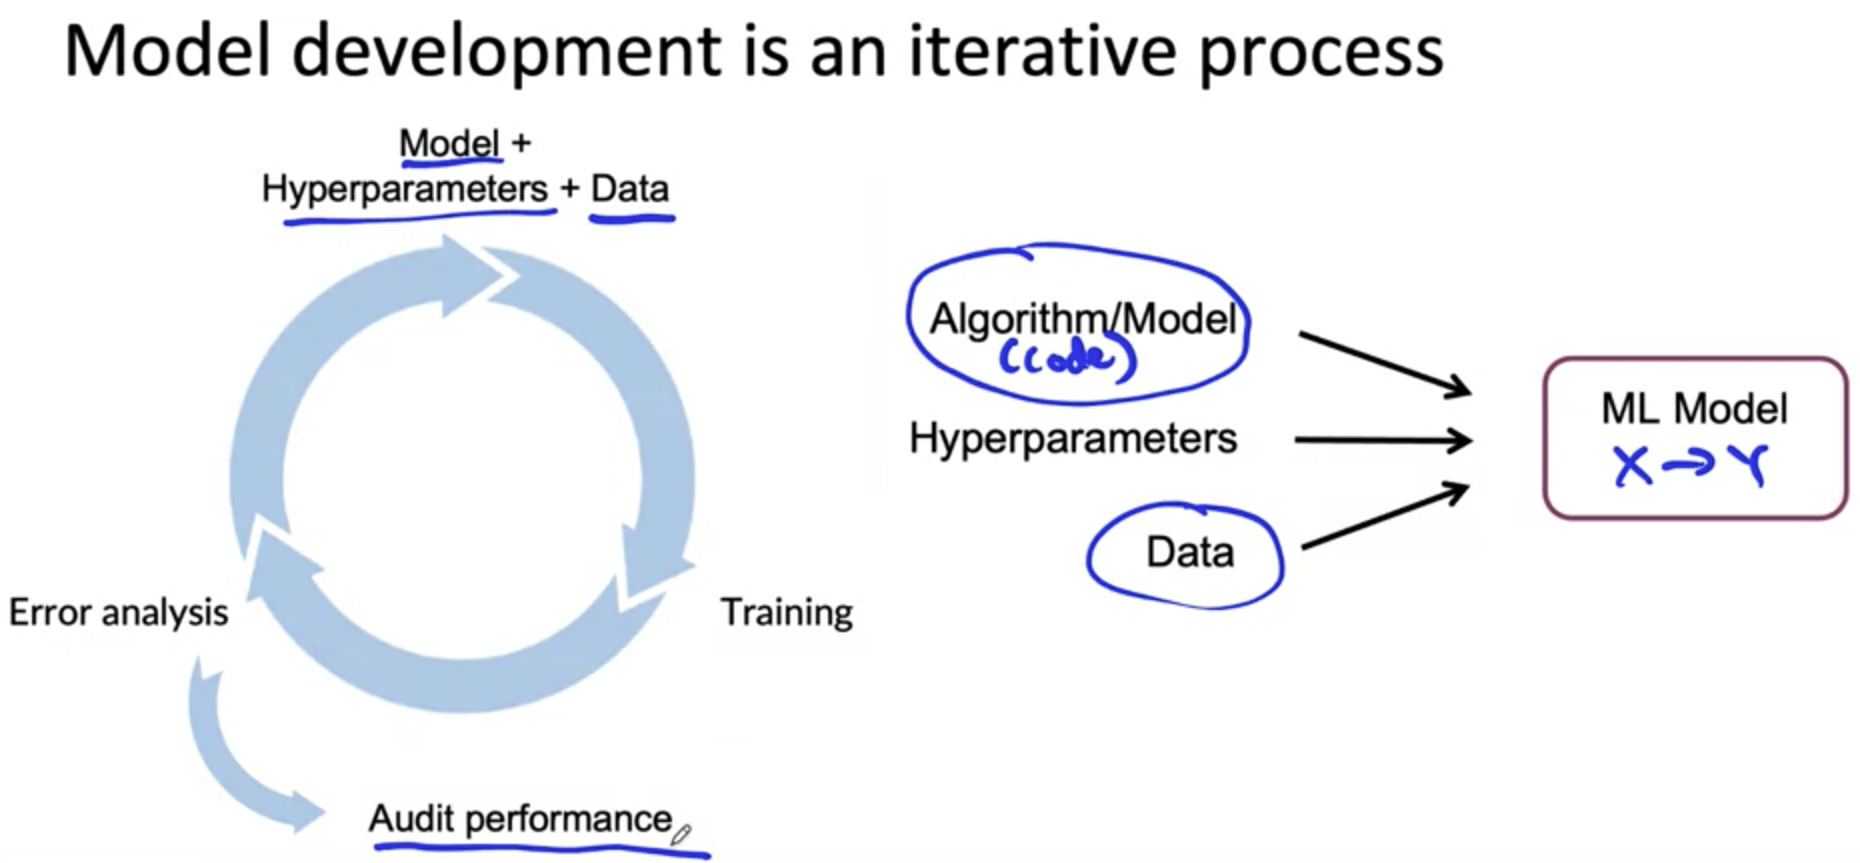 Model development is an iterative process
Model +
Hyperparameters + Data
Error analysis
Training
Audit performance
Algorithm/Model
(code)
Hyperparameters
Data
ML Model
X → Y